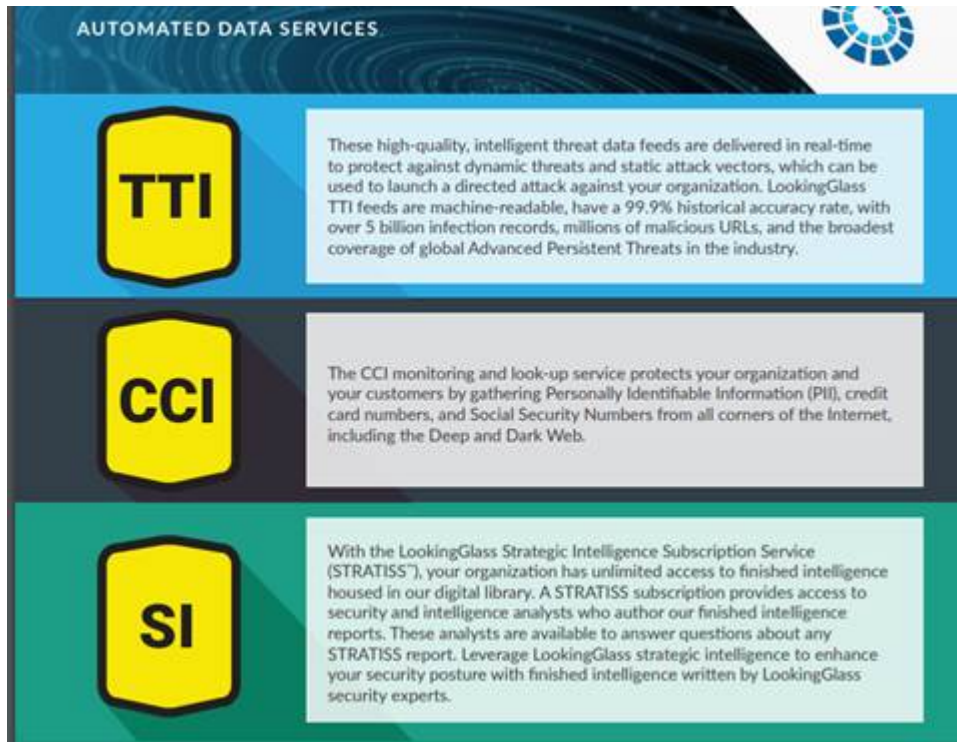 AUTOMATED DATA SERVICES
TTI
These high-quality, intelligent threat data feeds are delivered in real-time
to protect against dynamic threats and static attack vectors, which can be
used to launch a directed attack against your organization. LookingGlass
TTI feeds are machine-readable, have a 99.9% historical accuracy rate, with
over 5 billion infection records, millions of malicious URLs, and the broadest
coverage of global Advanced Persistent Threats in the industry.
CCI
The CCI monitoring and look-up service protects your organization and
your customers by gathering Personally Identifiable Information (PII), credit
card numbers, and Social Security Numbers from all corners of the Internet,
including the Deep and Dark Web.
SI
With the LookingGlass Strategic Intelligence Subscription Service
(STRATISS™), your organization has unlimited access to finished intelligence
housed in our digital library. A STRATISS subscription provides access to
security and intelligence analysts who author our finished intelligence
reports. These analysts are available to answer questions about any
STRATISS report. Leverage LookingGlass strategic intelligence to enhance
your security posture with finished intelligence written by LookingGlass
security experts.